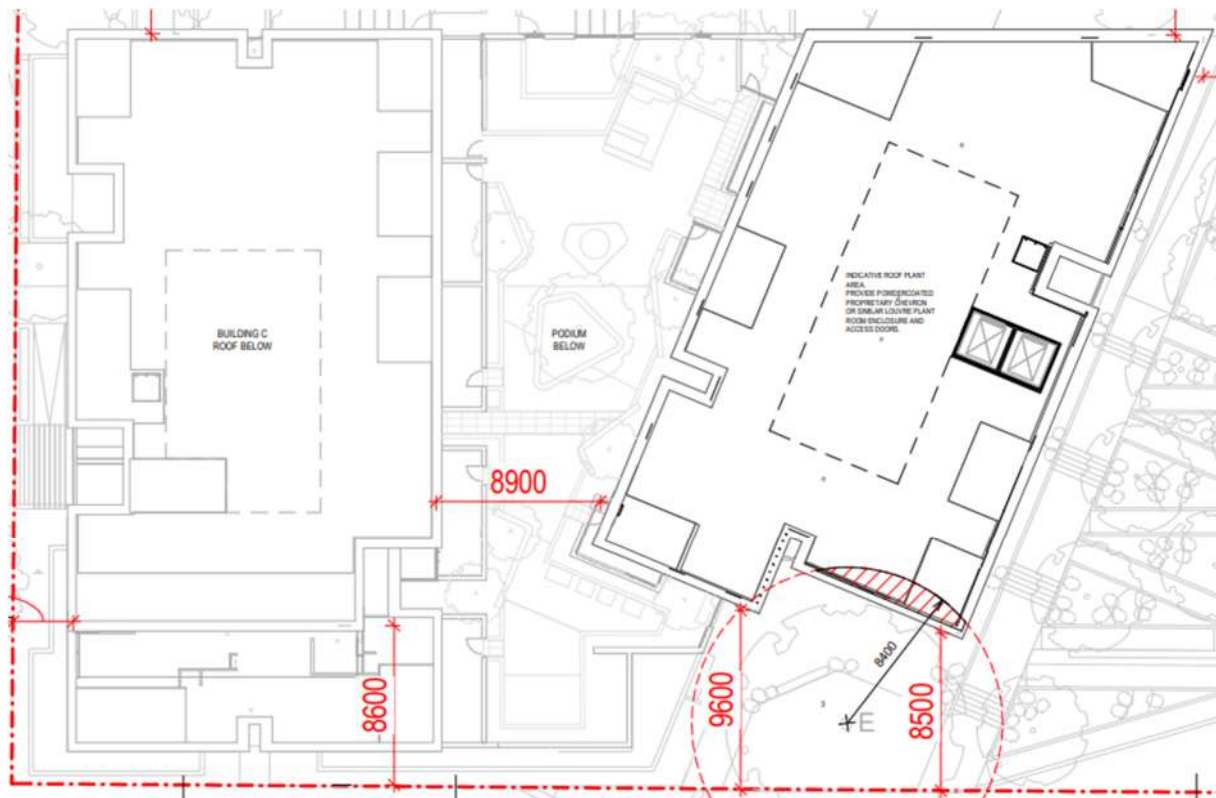 INDICATIVE ROOF PLANT
AREA.
PROVIDE POWDERCOATED
PROPRIETARY CHEVRON
OR SIMILAR LOUVRE PLANT
ROOM ENCLOSURE AND
ACCESS DOORS.
BUILDING C
ROOF BELOW
PODIUM
BELOW
8900
8600
9600
8400
8500
3
E